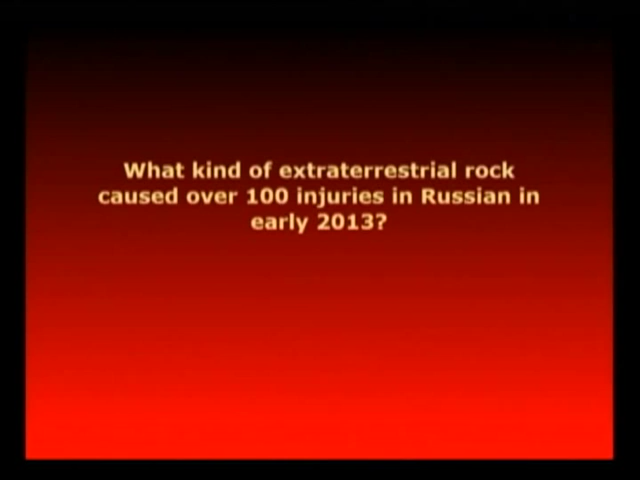 What kind of extraterrestrial rock
caused over 100 injuries in Russian in
early 2013?